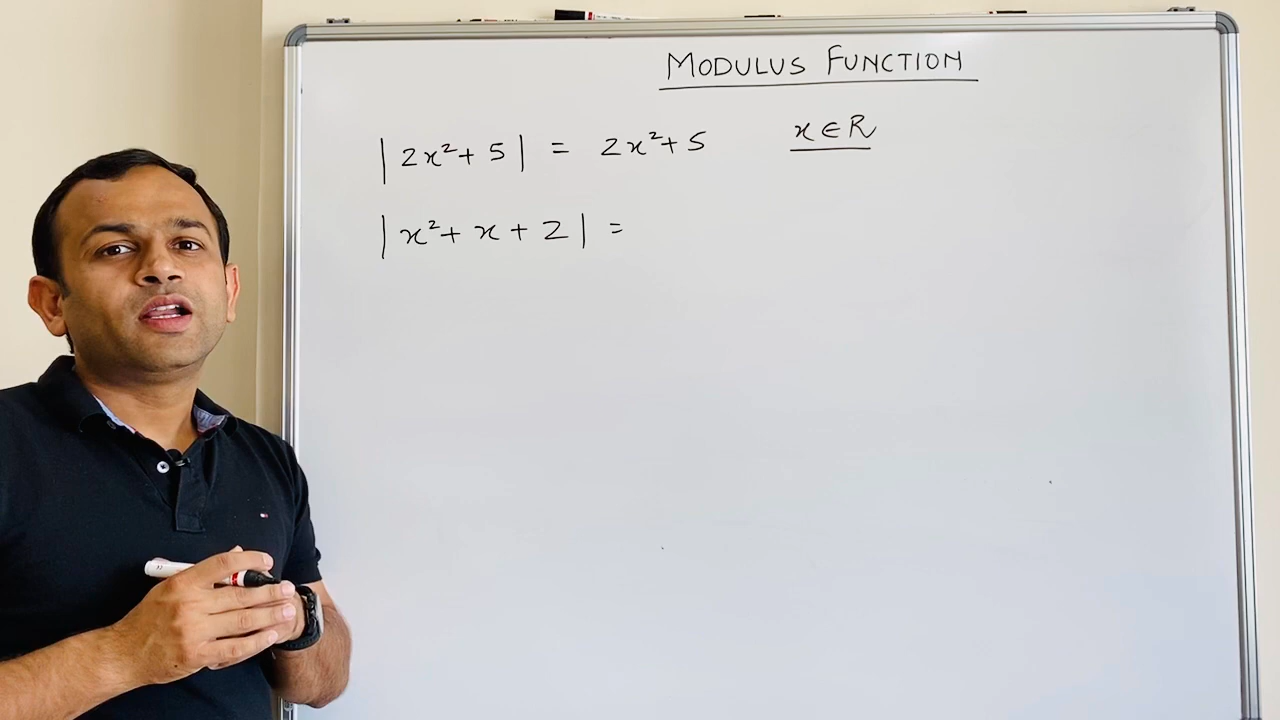 MODULUS FUNCTION
|2x²+5| = 2x²+5 x∈R
|x²+x+2| =